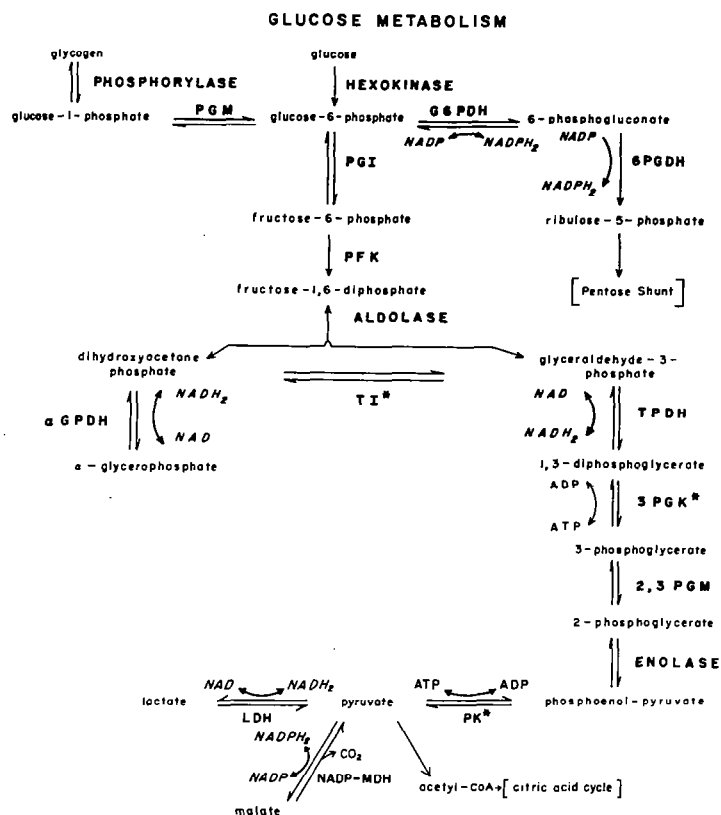 GLUCOSE METABOLISM
glycogen
glucose
PHOSPHORYLASE
HEXOKINASE
glucose-1-phosphate
PGM
glucose-6-phosphate
G6PDH
6-phosphogluconate
NADP
NADPH2
NADP
6PGDH
NADPH2
PGI
fructose-6-phosphate
ribulose-5-phosphate
PFK
fructose-1,6-diphosphate
[Pentose Shunt]
ALDOLASE
dihydroxyacetone
phosphate
glyceraldehyde-3-
phosphate
TI*
αGPDH
NADH2
NAD
NAD
NADH2
TPDH
α-glycerophosphate
1,3-diphosphoglycerate
ADP
ATP
3PGK*
3-phosphoglycerate
2,3 PGM
2-phosphoglycerate
ENOLASE
lactate
NAD
NADH2
LDH
pyruvate
ATP
ADP
PK*
phosphoenol-pyruvate
NADPH2
CO2
NADP
NADP-MDH
malate
acetyl-CoA→[citric acid cycle]